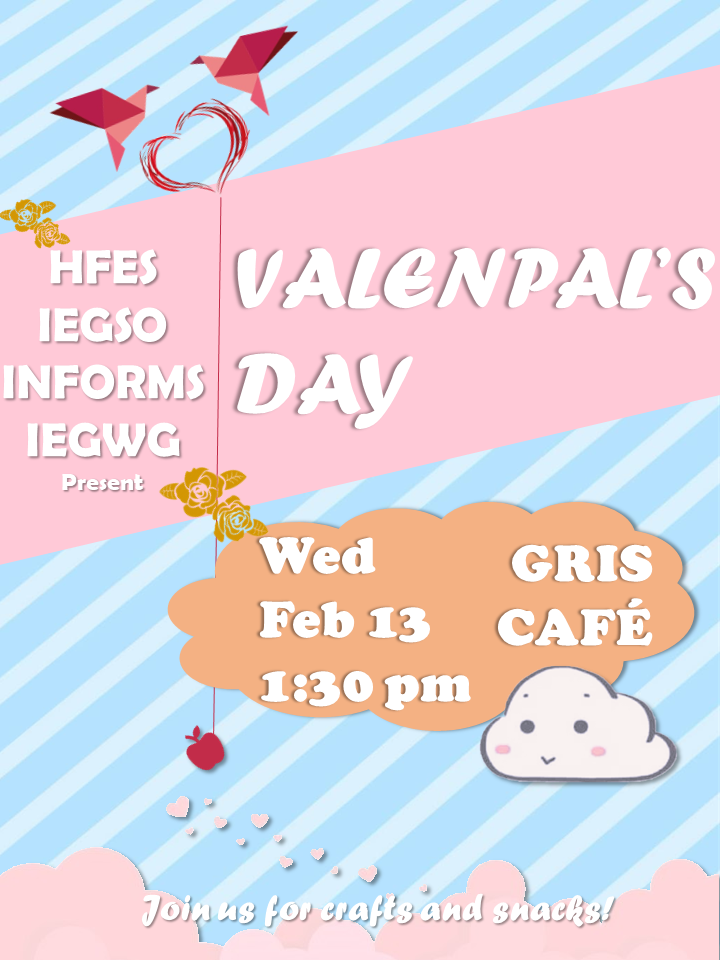 HFES
IEGSO
INFORMS
IEGWG
Present
VALENPAL'S
DAY
Wed
Feb 13
1:30 pm
GRIS
CAFÉ
Join us for crafts and snacks!